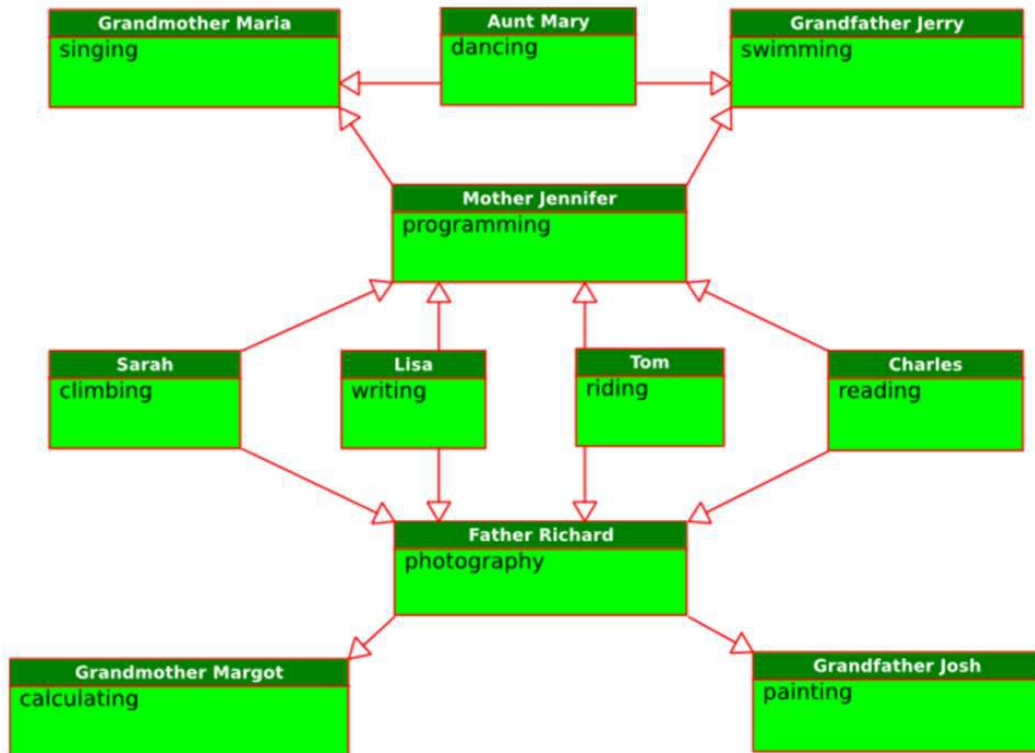 Grandmother Maria
singing
Aunt Mary
dancing
Grandfather Jerry
swimming
Mother Jennifer
programming
Sarah
climbing
Lisa
writing
Tom
riding
Charles
reading
Father Richard
photography
Grandmother Margot
calculating
Grandfather Josh
painting